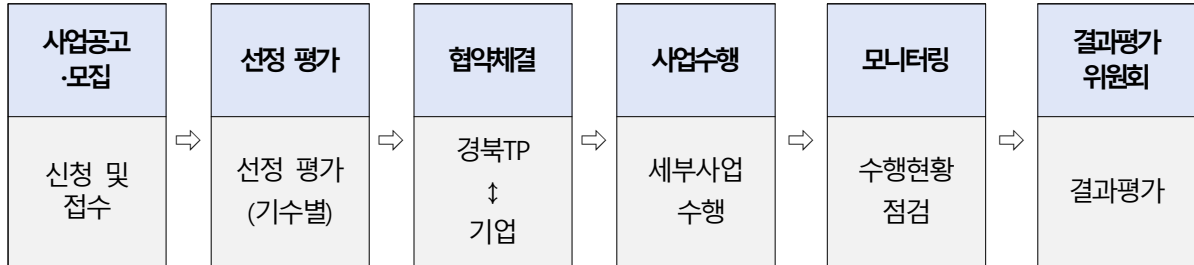 사업공고
·모집
신청 및
접수
⇨
선정 평가
선정 평가
(기수별)
⇨
협약체결
경북TP
↕
기업
⇨
사업수행
세부사업
수행
⇨
모니터링
수행현황
점검
⇨
결과평가
위원회
결과평가